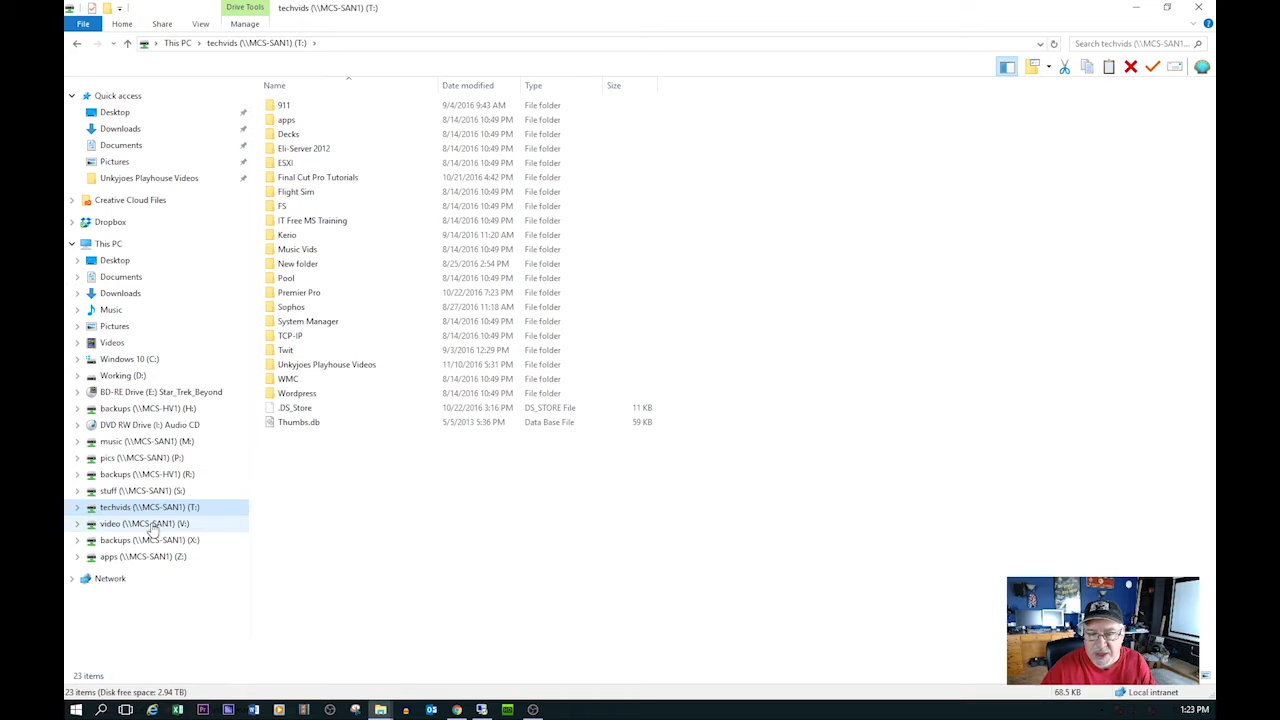 Drive Tools
techvids (\\MCS-SAN1) (T:)
File
Home
Share
View
Manage
This PC
techvids (\\MCS-SAN1) (T:)
Search techvids (\\MCS-SAN1...
Name
Date modified
Type
Size
Quick access
Desktop
Downloads
Documents
Pictures
Unkyjoes Playhouse Videos
Creative Cloud Files
Dropbox
This PC
Desktop
Documents
Downloads
Music
Pictures
Videos
Windows 10 (C:)
Working (D:)
BD-RE Drive (E:) Star_Trek_Beyond
backups (\\MCS-HV1) (H:)
DVD RW Drive (I:) Audio CD
music (\\MCS-SAN1) (M:)
pics (\\MCS-SAN1) (P:)
backups (\\MCS-HV1) (R:)
stuff (\\MCS-SAN1) (S:)
techvids (\\MCS-SAN1) (T:)
video (\\MCS-SAN1) (V:)
backups (\\MCS-SAN1) (X:)
apps (\\MCS-SAN1) (Z:)
Network
911 9/4/2016 9:43 AM File folder
apps 8/14/2016 10:49 PM File folder
Decks 8/14/2016 10:49 PM File folder
Eli-Server 2012 8/14/2016 10:49 PM File folder
ESXI 8/14/2016 10:49 PM File folder
Final Cut Pro Tutorials 10/21/2016 4:42 PM File folder
Flight Sim 8/14/2016 10:49 PM File folder
FS 8/14/2016 10:49 PM File folder
IT Free MS Training 8/14/2016 10:49 PM File folder
Kerio 9/14/2016 11:20 AM File folder
Music Vids 8/14/2016 10:49 PM File folder
New folder 8/25/2016 2:54 PM File folder
Pool 8/14/2016 10:49 PM File folder
Premier Pro 10/22/2016 7:23 PM File folder
Sophos 8/27/2016 11:18 AM File folder
System Manager 8/14/2016 10:49 PM File folder
TCP-IP 8/14/2016 10:49 PM File folder
Twit 9/3/2016 12:29 PM File folder
Unkyjoes Playhouse Videos 11/10/2016 5:31 PM File folder
WMC 8/14/2016 10:49 PM File folder
Wordpress 8/14/2016 10:49 PM File folder
.DS_Store 10/22/2016 3:16 PM DS_STORE File 11 KB
Thumbs.db 5/5/2013 5:36 PM Data Base File 59 KB
23 items
23 items (Disk free space: 2.94 TB)
68.5 KB
Local intranet
1:23 PM